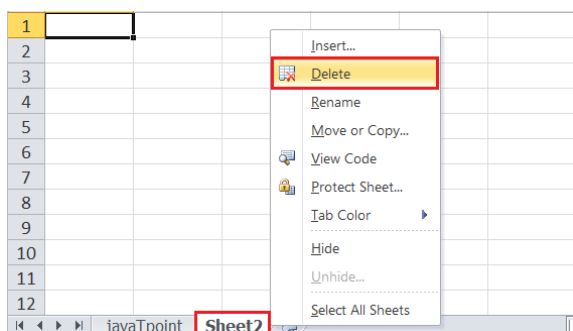 1
2
Insert...
3
Delete
4
Rename
5
Move or Copy...
6
View Code
7
Protect Sheet...
8
Tab Color
9
10
Hide
11
Unhide...
12
Select All Sheets
javaTpoint Sheet2